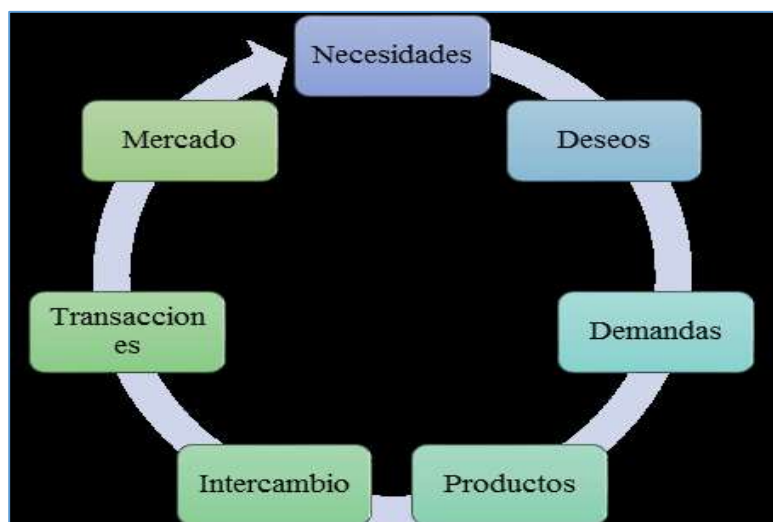 Necesidades
Deseos
Demandas
Productos
Intercambio
Transaccion
es
Mercado